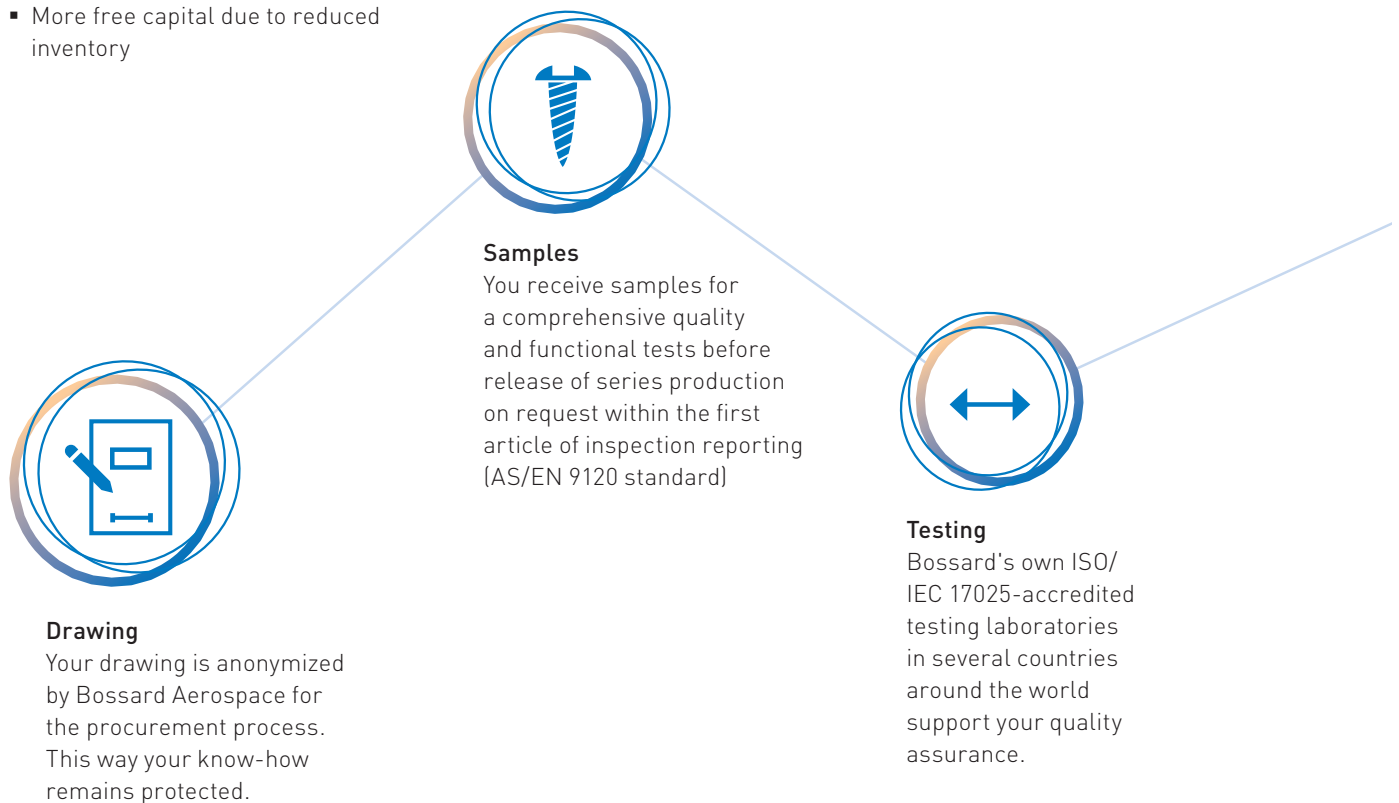 ▪ More free capital due to reduced
inventory
Samples
You receive samples for
a comprehensive quality
and functional tests before
release of series production
on request within the first
article of inspection reporting
(AS/EN 9120 standard)
Testing
Bossard's own ISO/
IEC 17025-accredited
testing laboratories
in several countries
around the world
support your quality
assurance.
Drawing
Your drawing is anonymized
by Bossard Aerospace for
the procurement process.
This way your know-how
remains protected.